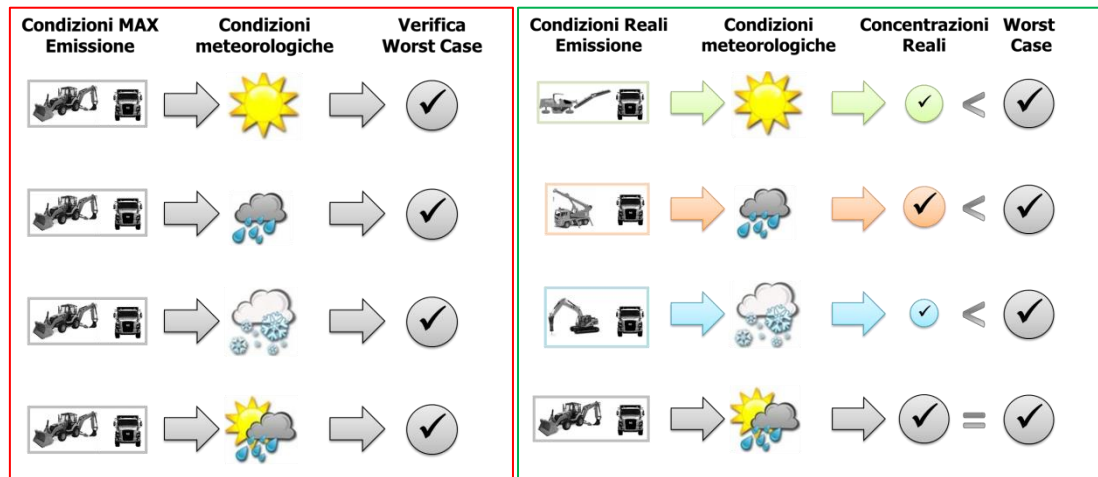 Condizioni MAX
Emissione
Condizioni
meteorologiche
Verifica
Worst Case
Condizioni Reali
Emissione
Condizioni
meteorologiche
Concentrazioni
Reali
Worst
Case
<
<
<
=